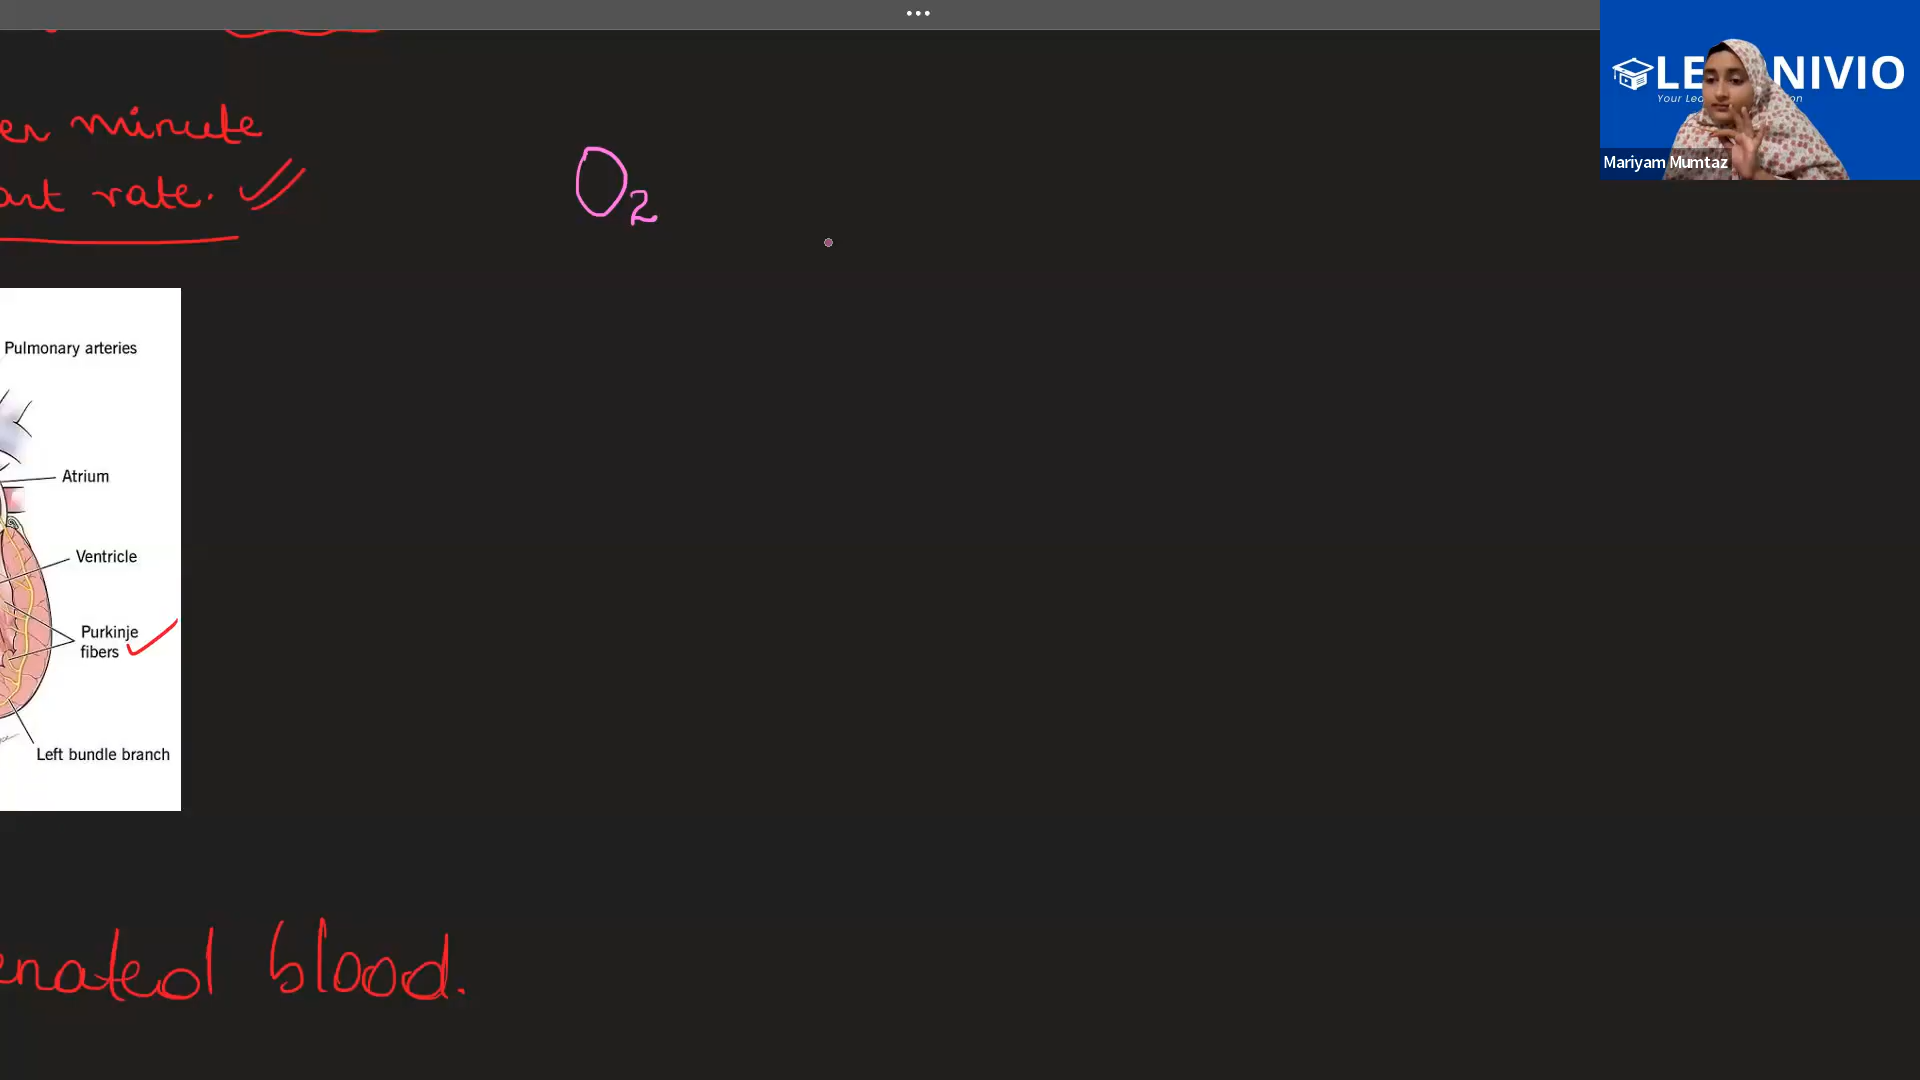 er minute
art rate.
O2
Pulmonary arteries
Atrium
Ventricle
Purkinje
fibers
Left bundle branch
enated blood.
NIVIO
Mariyam Mumtaz